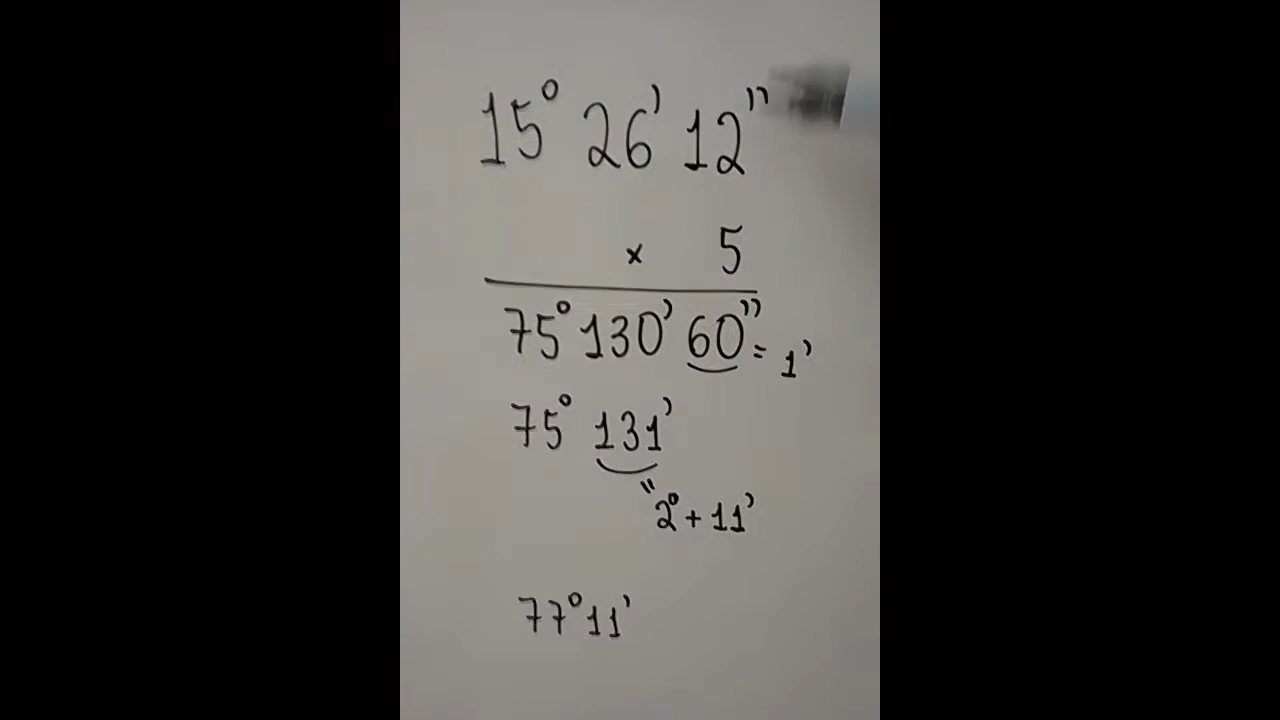 15° 26' 12"
× 5
75° 130' 60" = 1'
75° 131'
" 2° + 11'
77° 11'